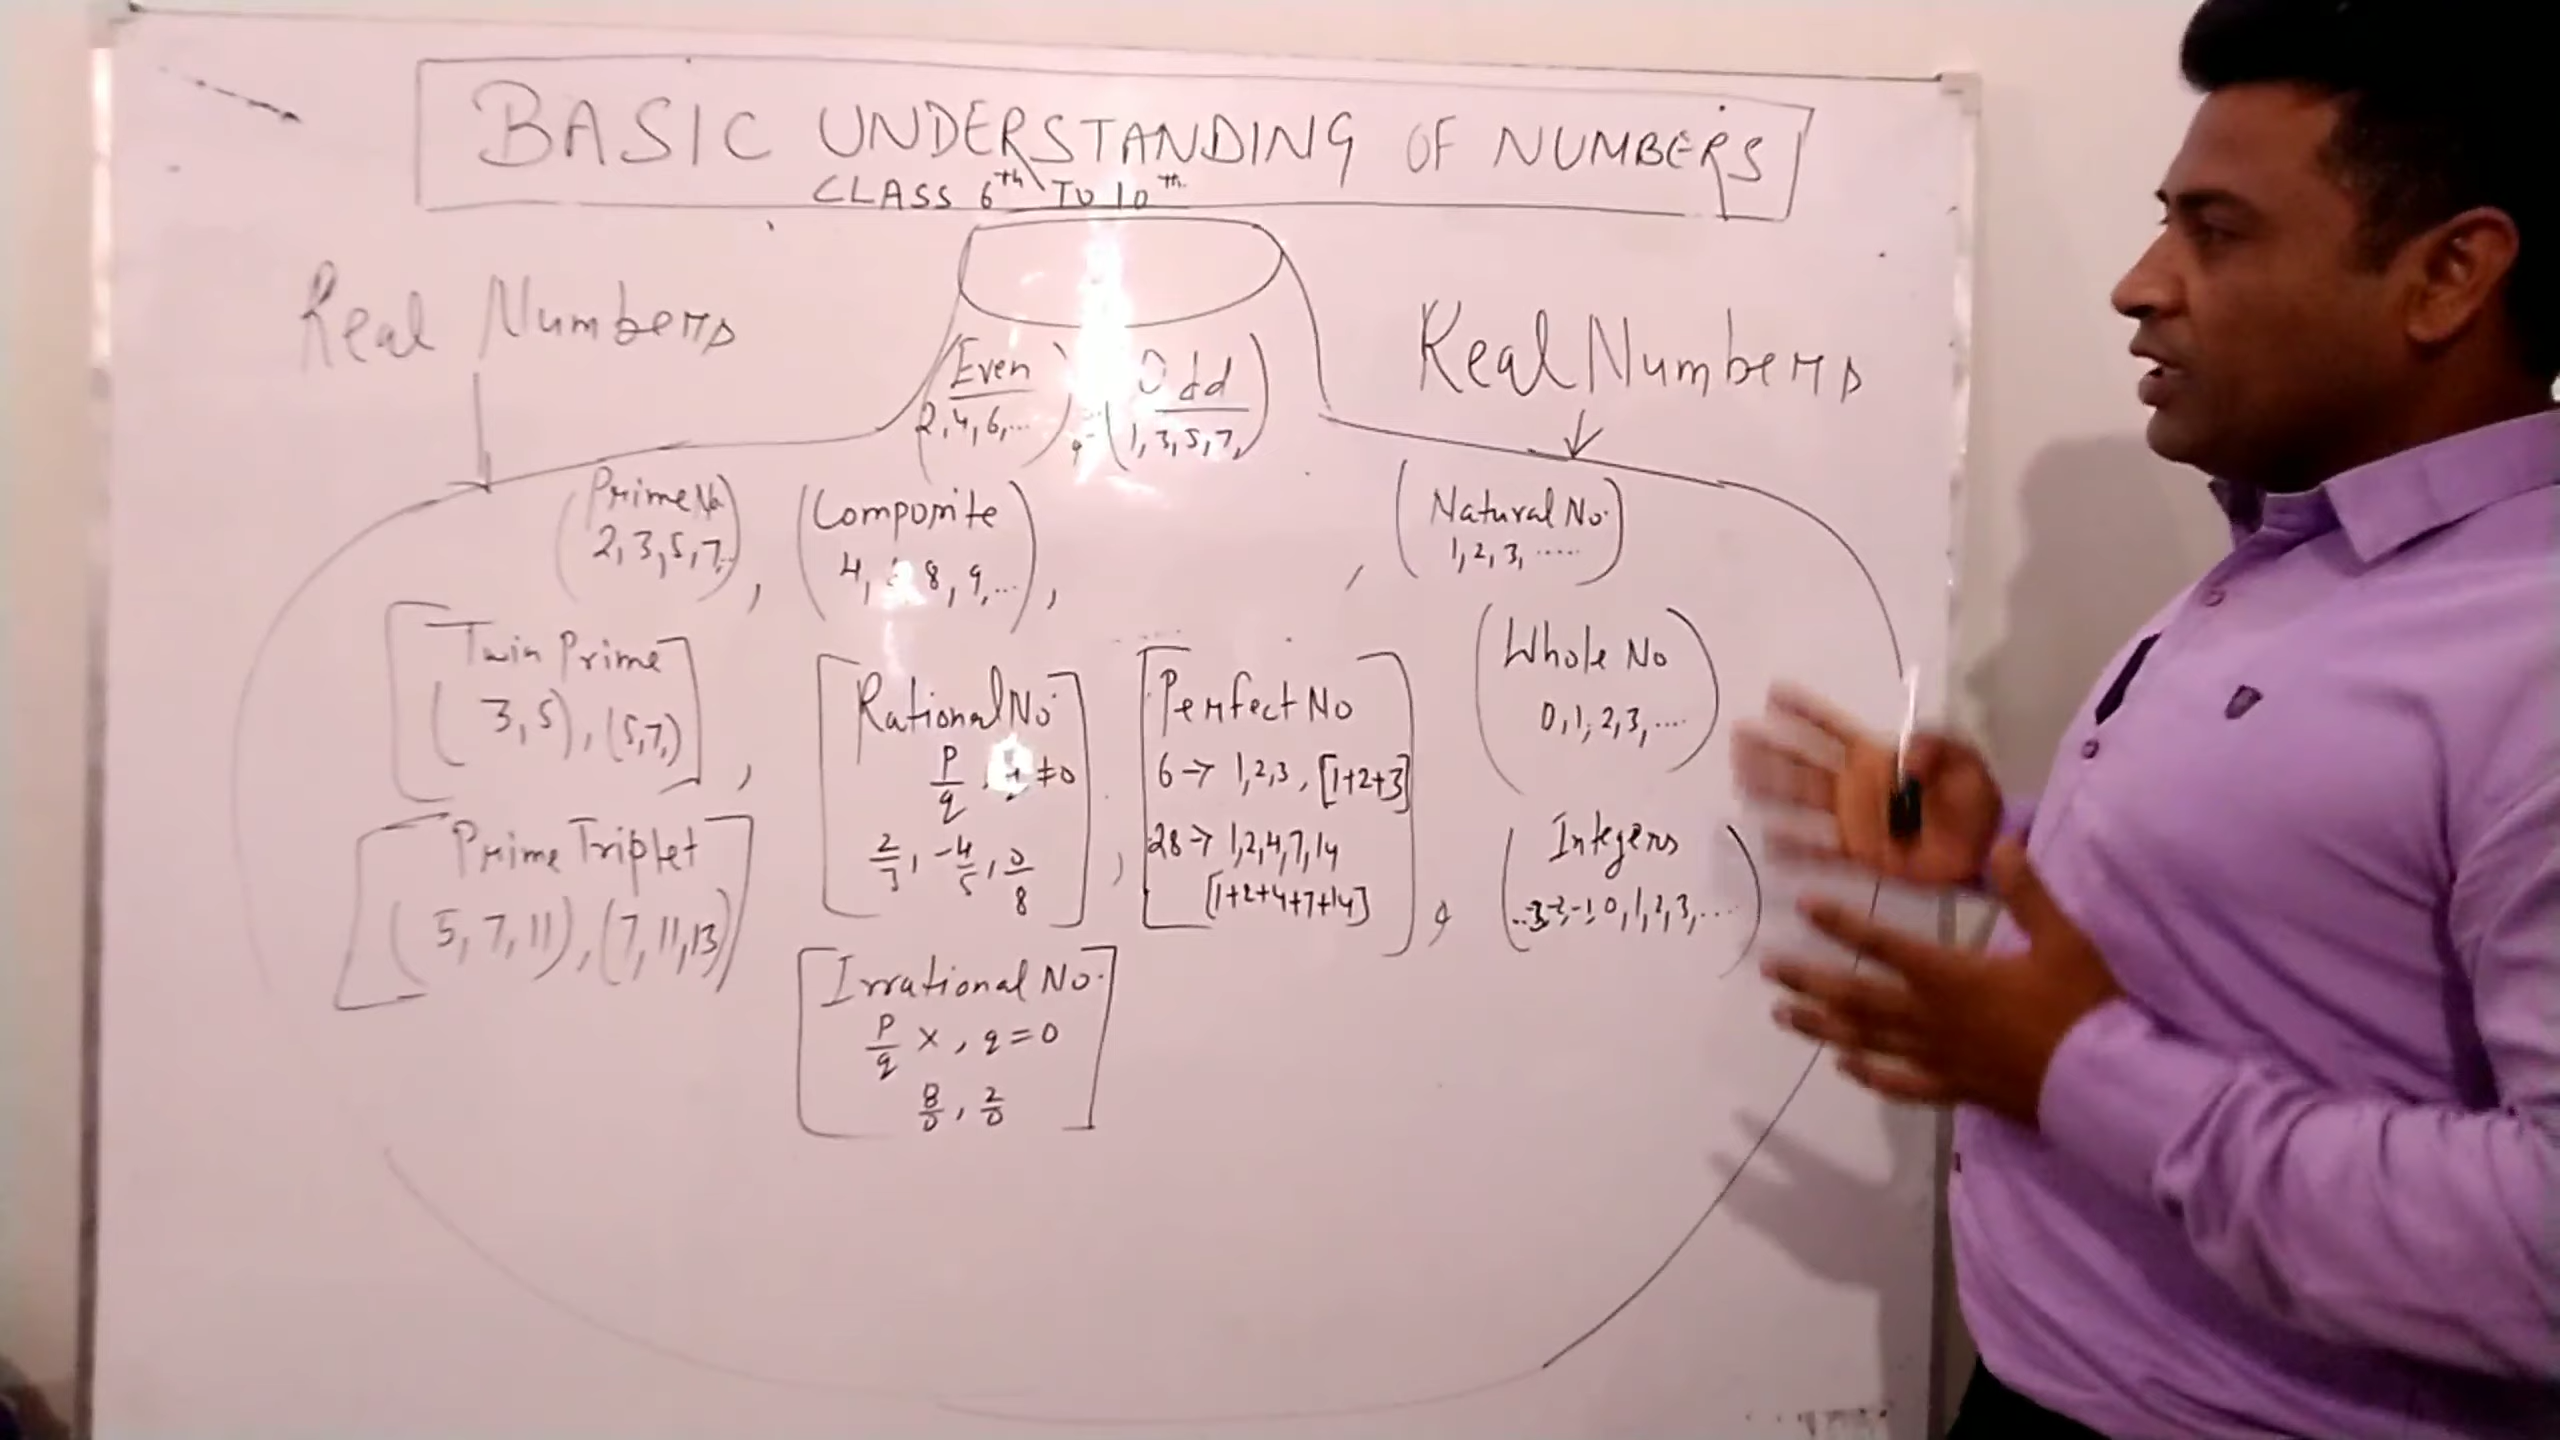 BASIC UNDERSTANDING OF NUMBERS
CLASS 6th TO 10th
Real Numbers
Real Numbers
Even
2, 4, 6, ...
Odd
1, 3, 5, 7,
Prime No
2, 3, 5, 7..
Composite
4, 8, 9, ...
Natural No.
1, 2, 3, .....
Twin Prime
(3, 5), (5, 7,)
Rational No.
p/q, ≠0
2/3, -4/5, 0/8
Perfect No
6 → 1, 2, 3, [1+2+3]
28 → 1, 2, 4, 7, 14
[1+2+4+7+14]
Whole No
0, 1, 2, 3, ....
Prime Triplet
(5, 7, 11), (7, 11, 13)
Integers
...-3, -2, -1, 0, 1, 2, 3, ....
Irrational No.
p/q ×, q = 0
8/0, 2/0